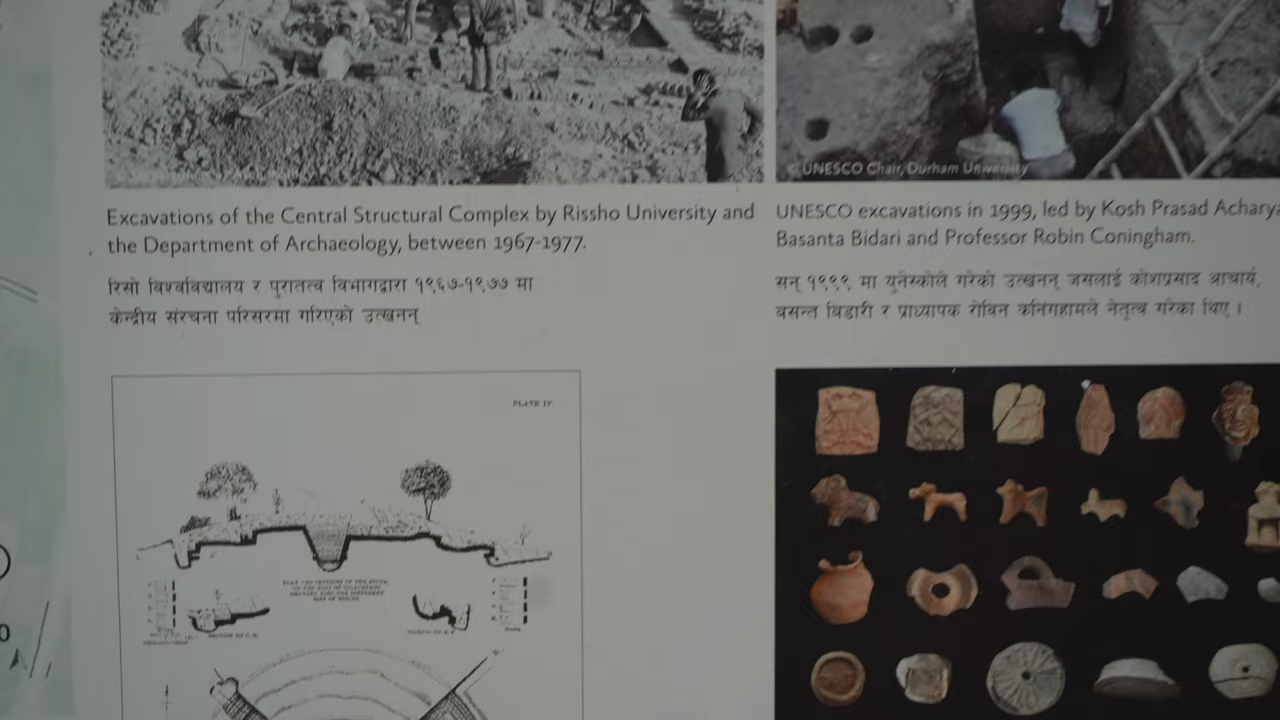 UNESCO Chair, Durham University
Excavations of the Central Structural Complex by Rissho University and
the Department of Archaeology, between 1967-1977.
रिसो विश्वविद्यालय र पुरातत्व विभागद्वारा १९६७-१९७७ मा
केन्द्रीय संरचना परिसरमा गरिएको उत्खनन्
UNESCO excavations in 1999, led by Kosh Prasad Acharya
Basanta Bidari and Professor Robin Coningham.
सन् १९९९ मा युनेस्कोले गरेको उत्खनन् जसलाई कोशप्रसाद आचार्य,
बसन्त बिडारी र प्राध्यापक रोविन कनिंगहामले नेतृत्व गरेका थिए ।
PLATE IV